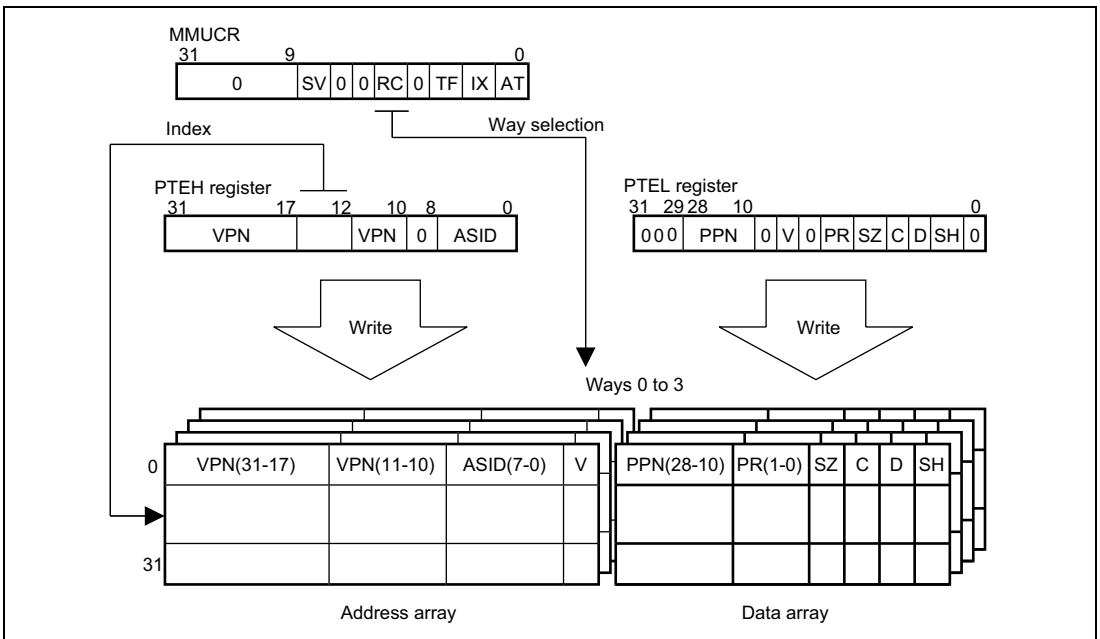 MMUCR
31 9 0
0 SV 0 0 RC 0 TF IX AT
Index
Way selection
PTEH register
31 17 12 10 8 0
VPN VPN 0 ASID
PTEL register
31 29 28 10 0
0 0 0 PPN 0 V 0 PR SZ C D SH 0
Write
Write
Ways 0 to 3
0 VPN(31-17) VPN(11-10) ASID(7-0) V PPN(28-10) PR(1-0) SZ C D SH
31
Address array
Data array